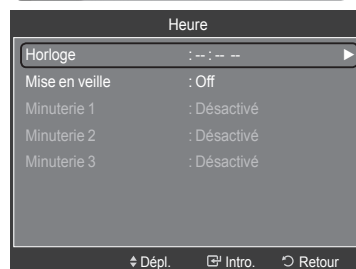 Heure
Horloge : -- : -- --
Mise en veille : Off
Minuterie 1 : Désactivé
Minuterie 2 : Désactivé
Minuterie 3 : Désactivé
Dépl. Intro. Retour